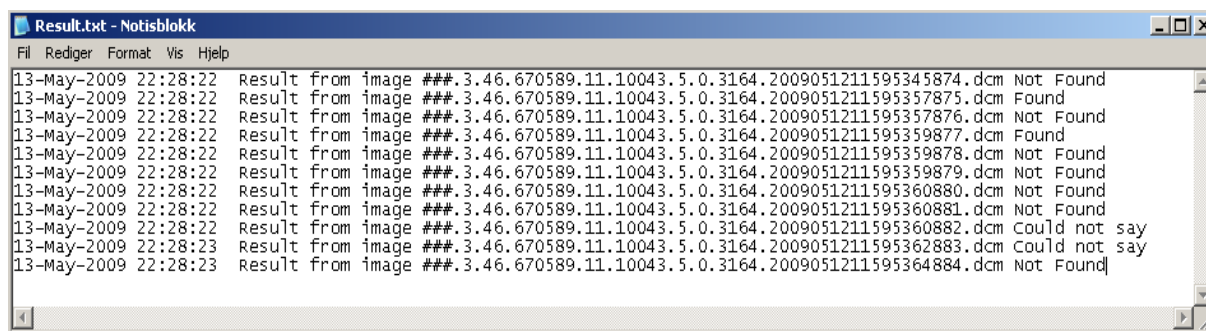 Result.txt - Notisblokk
Fil Rediger Format Vis Hjelp
13-May-2009 22:28:22 Result from image ###.3.46.670589.11.10043.5.0.3164.2009051211595345874.dcm Not Found
13-May-2009 22:28:22 Result from image ###.3.46.670589.11.10043.5.0.3164.2009051211595357875.dcm Found
13-May-2009 22:28:22 Result from image ###.3.46.670589.11.10043.5.0.3164.2009051211595357876.dcm Not Found
13-May-2009 22:28:22 Result from image ###.3.46.670589.11.10043.5.0.3164.2009051211595359877.dcm Found
13-May-2009 22:28:22 Result from image ###.3.46.670589.11.10043.5.0.3164.2009051211595359878.dcm Not Found
13-May-2009 22:28:22 Result from image ###.3.46.670589.11.10043.5.0.3164.2009051211595359879.dcm Not Found
13-May-2009 22:28:22 Result from image ###.3.46.670589.11.10043.5.0.3164.2009051211595360880.dcm Not Found
13-May-2009 22:28:22 Result from image ###.3.46.670589.11.10043.5.0.3164.2009051211595360881.dcm Not Found
13-May-2009 22:28:22 Result from image ###.3.46.670589.11.10043.5.0.3164.2009051211595360882.dcm Could not say
13-May-2009 22:28:23 Result from image ###.3.46.670589.11.10043.5.0.3164.2009051211595362883.dcm Could not say
13-May-2009 22:28:23 Result from image ###.3.46.670589.11.10043.5.0.3164.2009051211595364884.dcm Not Found